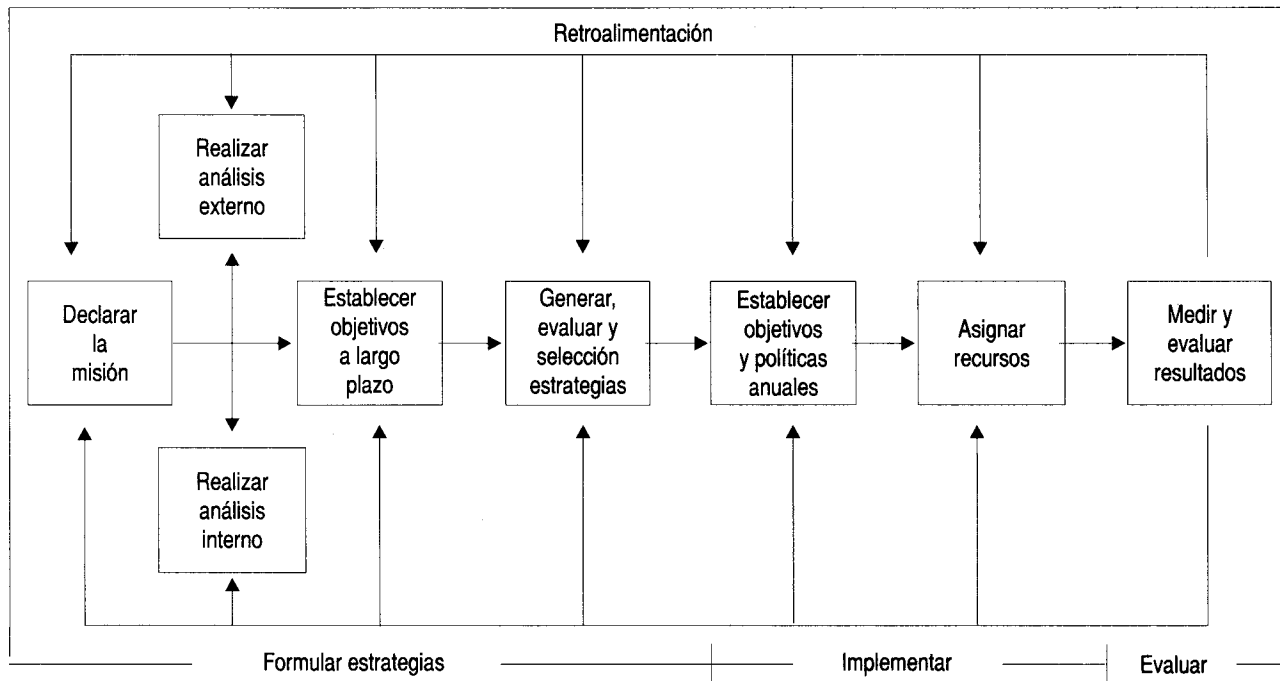 Retroalimentación
Realizar
análisis
externo
Declarar
la
misión
Establecer
objetivos
a largo
plazo
Generar,
evaluar y
selección
estrategias
Establecer
objetivos
y políticas
anuales
Asignar
recursos
Medir y
evaluar
resultados
Realizar
análisis
interno
Formular estrategias
Implementar
Evaluar